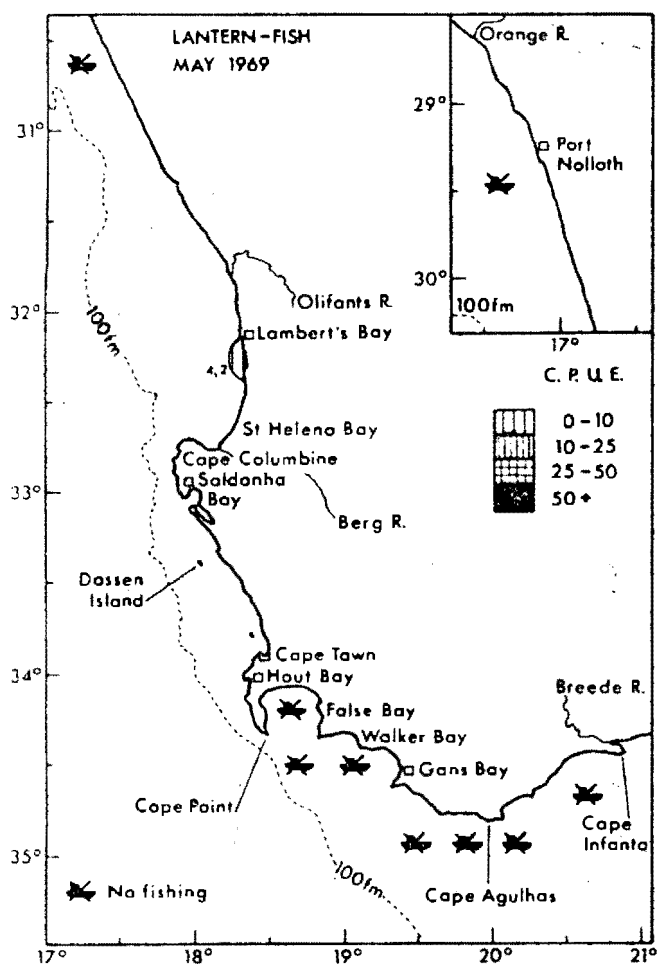 LANTERN-FISH
MAY 1969
Orange R.
29°
Port
Nolloth
30°
100fm
17°
31°
32°
33°
34°
35°
100fm
Olifants R.
Lambert's Bay
4,2
C. P. U. E.
0-10
10-25
25-50
50+
St Helena Bay
Cape Columbine
Saldanha
Bay
Berg R.
Dassen
Island
Cape Town
Hout Bay
Breede R.
False Bay
Walker Bay
Gans Bay
Cape Point
Cape
Infanta
100fm
Cape Agulhas
No fishing
17°
18°
19°
20°
21°